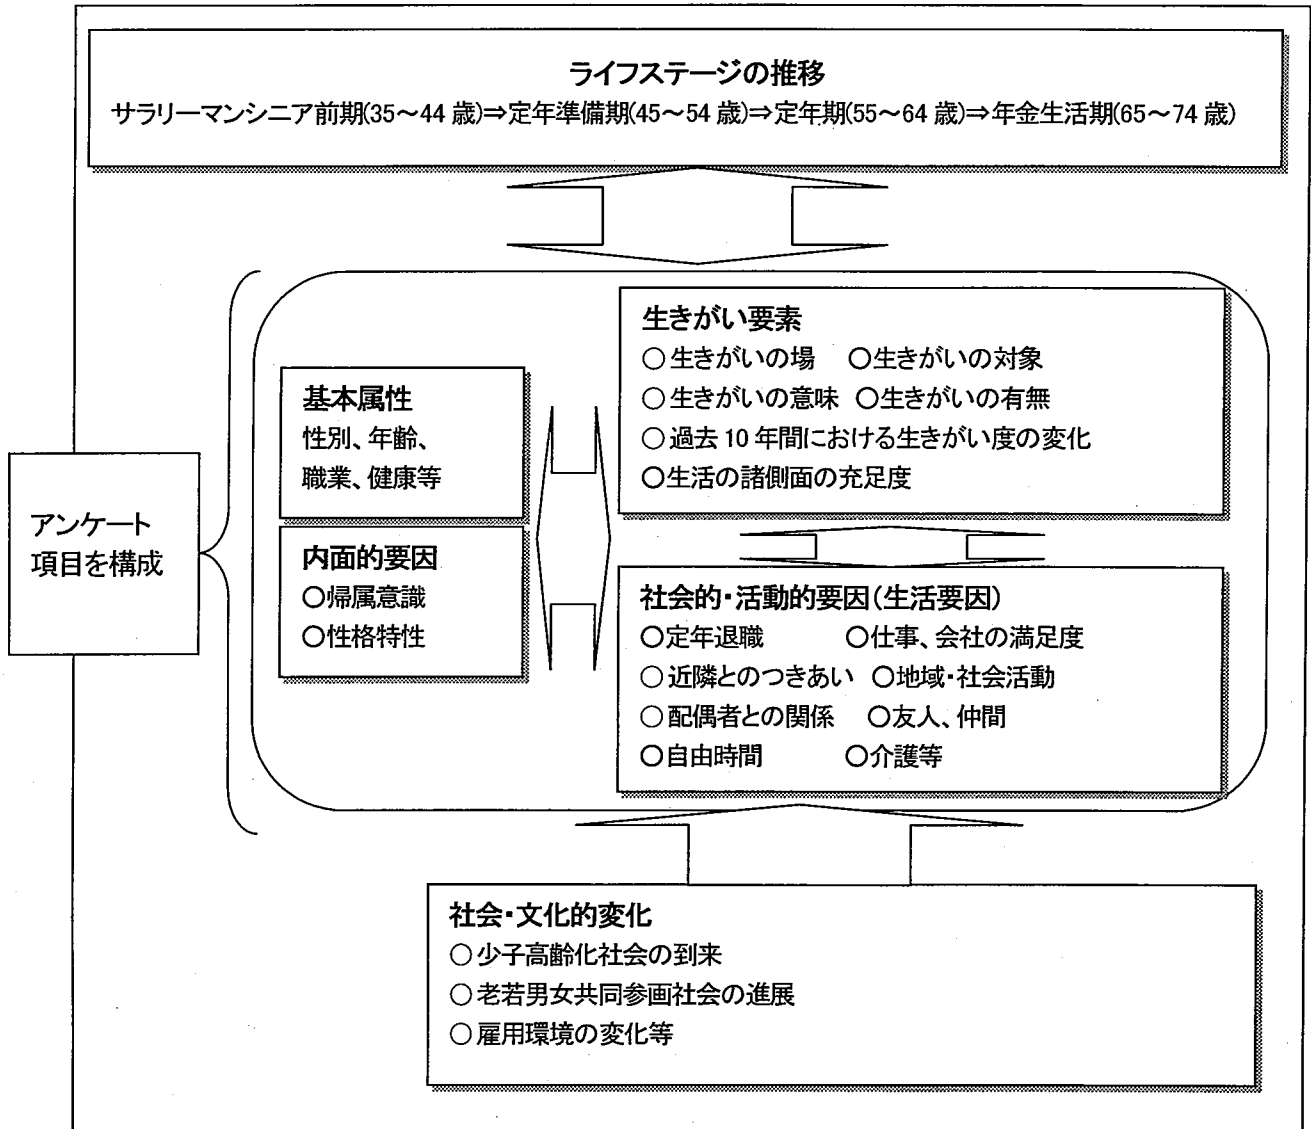 ライフステージの推移
サラリーマンシニア前期(35～44 歳)⇒定年準備期(45～54 歳)⇒定年期(55～64 歳)⇒年金生活期(65～74 歳)
アンケート
項目を構成
基本属性
性別、年齢、
職業、健康等
内面的要因
○帰属意識
○性格特性
生きがい要素
○生きがいの場 ○生きがいの対象
○生きがいの意味 ○生きがいの有無
○過去 10 年間における生きがい度の変化
○生活の諸側面の充足度
社会的・活動的要因(生活要因)
○定年退職 ○仕事、会社の満足度
○近隣とのつきあい ○地域・社会活動
○配偶者との関係 ○友人、仲間
○自由時間 ○介護等
社会・文化的変化
○少子高齢化社会の到来
○老若男女共同参画社会の進展
○雇用環境の変化等